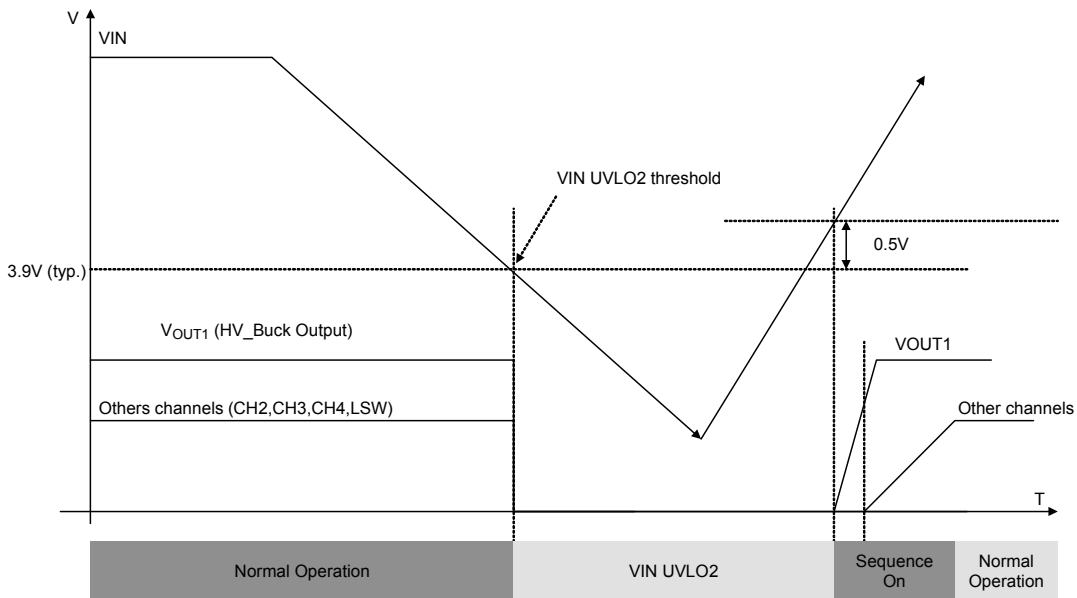 V
VIN
VIN UVLO2 threshold
0.5V
3.9V (typ.)
VOUT1 (HV_Buck Output)
VOUT1
Others channels (CH2,CH3,CH4,LSW)
Other channels
T
Normal Operation
VIN UVLO2
Sequence
On
Normal
Operation